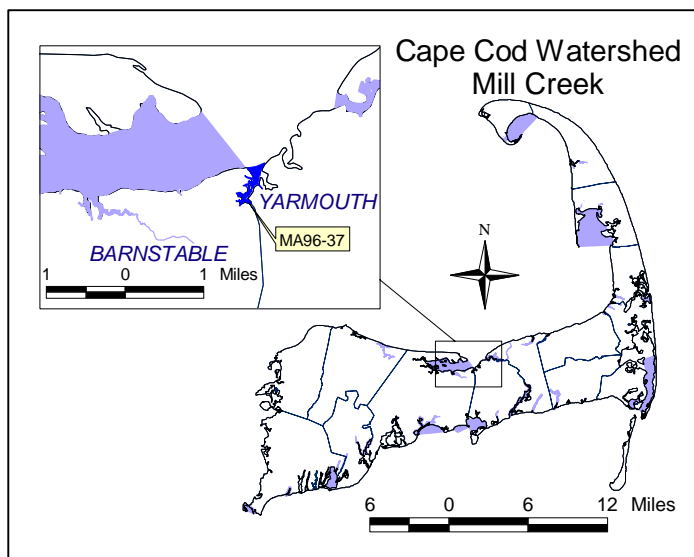 Cape Cod Watershed
Mill Creek
YARMOUTH
MA96-37
BARNSTABLE
1 0 1 Miles
N
6 0 6 12 Miles